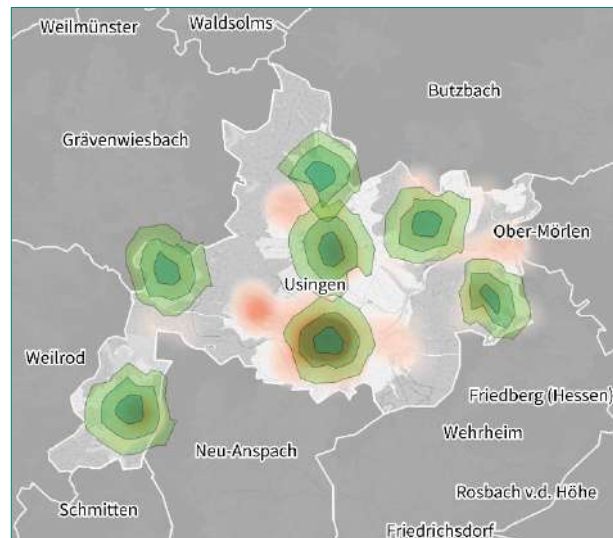 Weilmünster
Waldsolms
Butzbach
Grävenwiesbach
Ober-Mörlen
Usingen
Weilrod
Friedberg (Hessen)
Wehrheim
Neu-Anspach
Rosbach v.d. Höhe
Schmitten
Friedrichsdorf